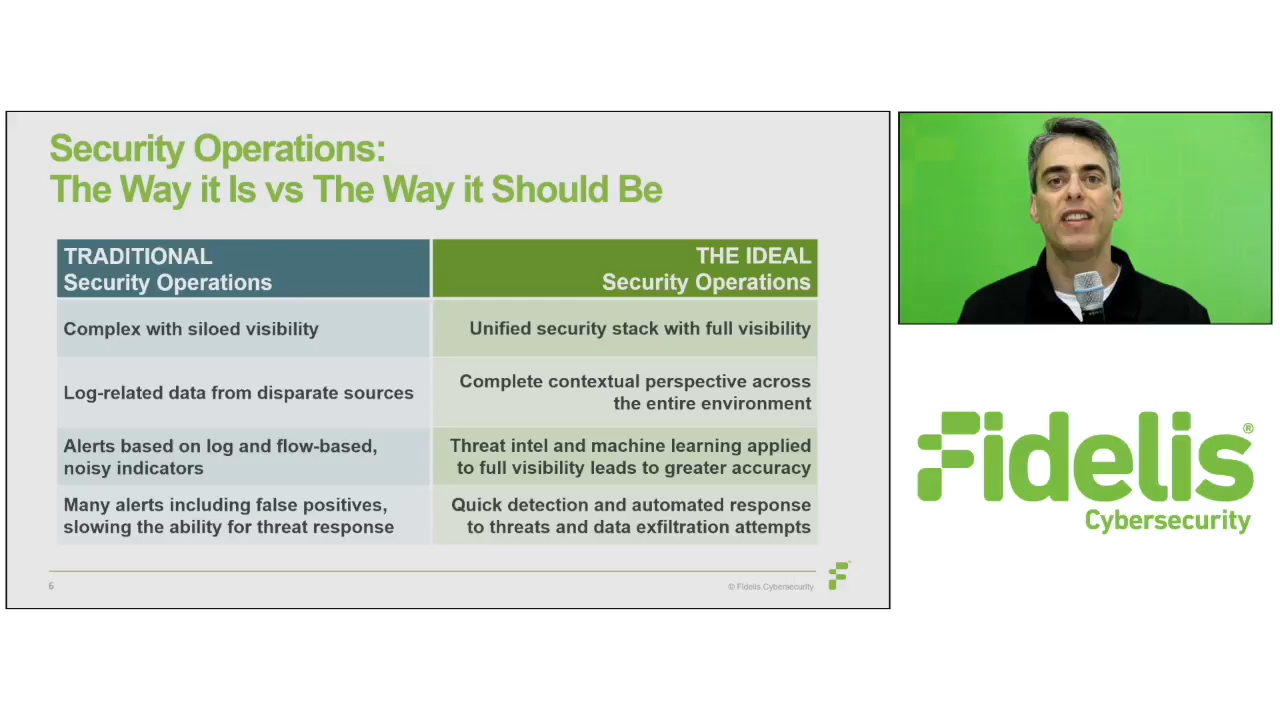 Security Operations:
The Way it Is vs The Way it Should Be
TRADITIONAL
Security Operations
THE IDEAL
Security Operations
Complex with siloed visibility
Unified security stack with full visibility
Log-related data from disparate sources
Complete contextual perspective across
the entire environment
Alerts based on log and flow-based,
noisy indicators
Threat intel and machine learning applied
to full visibility leads to greater accuracy
Many alerts including false positives,
slowing the ability for threat response
Quick detection and automated response
to threats and data exfiltration attempts
6
© Fidelis Cybersecurity
Fidelis®
Cybersecurity